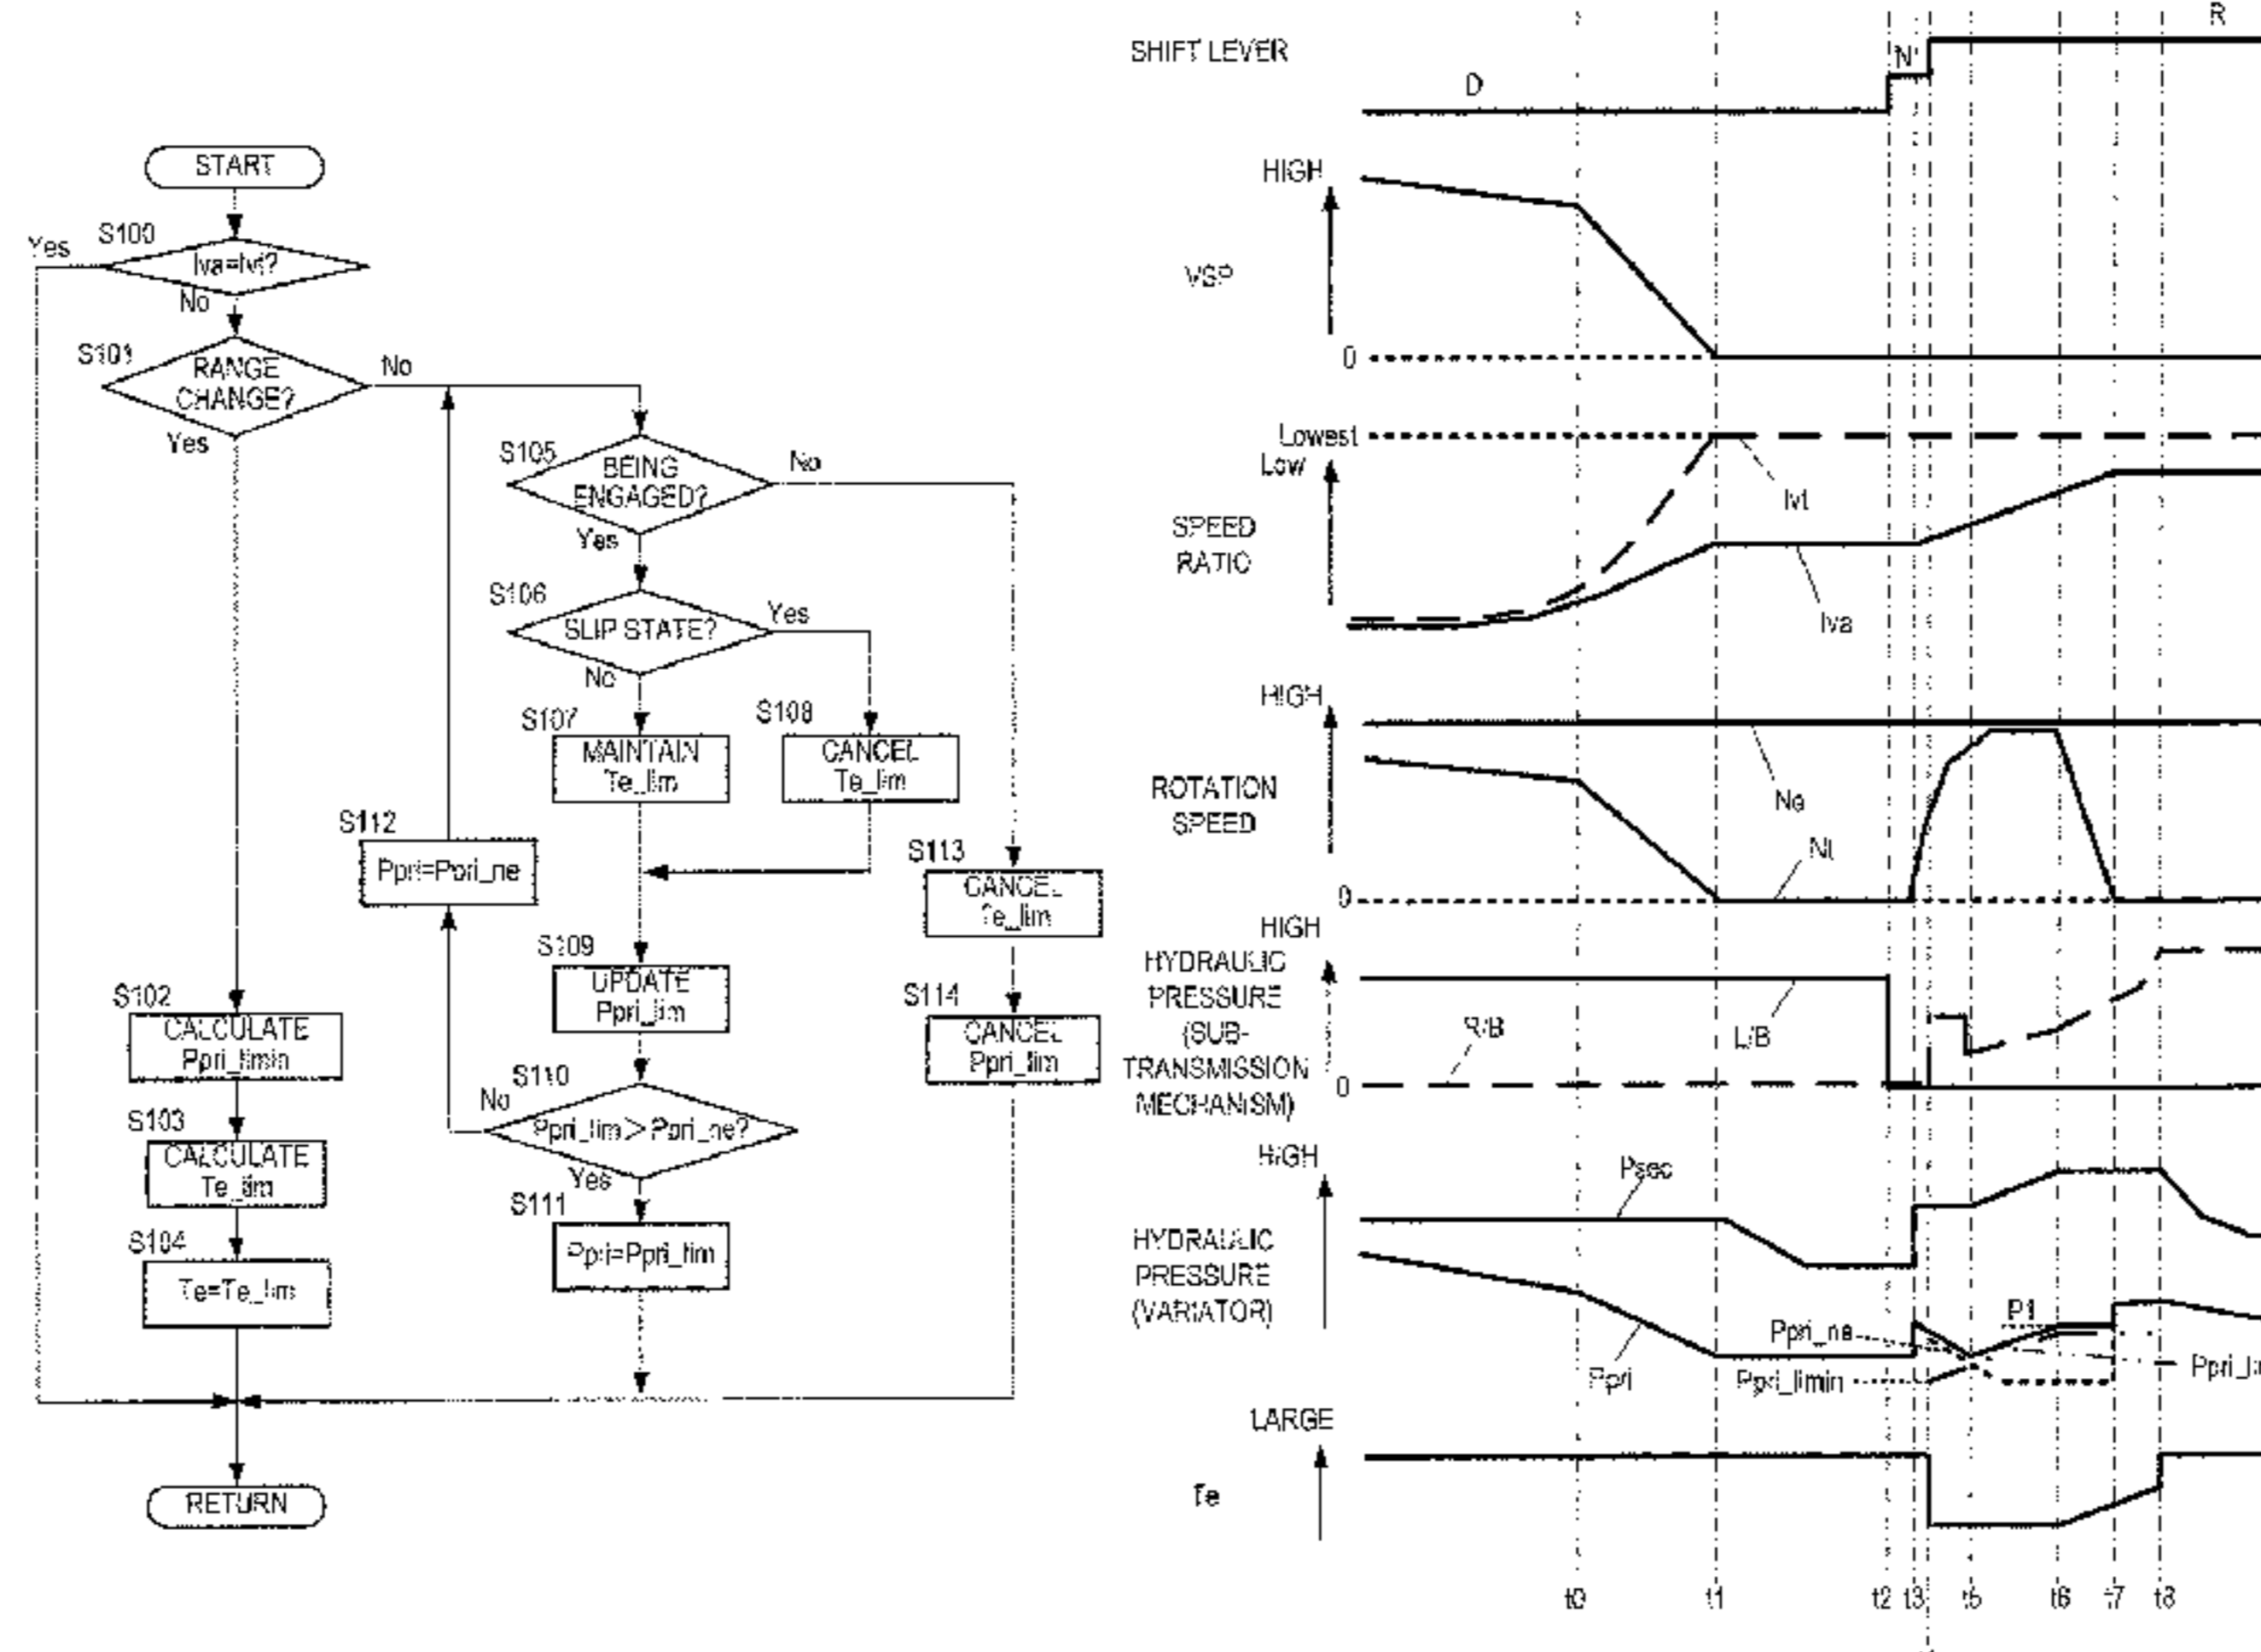 START
S100
Yes
Iva=Ivt?
No
S101
RANGE
CHANGE?
No
Yes
S105
BEING
ENGAGED?
No
Yes
S106
SLIP STATE?
Yes
No
S107
MAINTAIN
Te_lim
S108
CANCEL
Te_lim
S112
Ppri=Ppri_ne
S113
CANCEL
Te_lim
S109
UPDATE
Ppri_lim
S114
CANCEL
Ppri_lim
S102
CALCULATE
Ppri_limin
S110
No
Ppri_lim > Ppri_ne?
Yes
S103
CALCULATE
Te_lim
S111
Ppri=Ppri_lim
S104
Te=Te_lim
RETURN
SHIFT LEVER
D
N
R
HIGH
VSP
0
Lowest
Low
SPEED
RATIO
Ivt
Iva
HIGH
ROTATION
SPEED
Ne
Nt
0
HIGH
HYDRAULIC
PRESSURE
(SUB-
TRANSMISSION
MECHANISM)
R/B
L/B
0
HIGH
HYDRAULIC
PRESSURE
(VARIATOR)
Psec
Ppri
Ppri_ne
Ppri_limin
P1
LARGE
Te
t0
t1
t2
t3
t5
t6
t7
t8